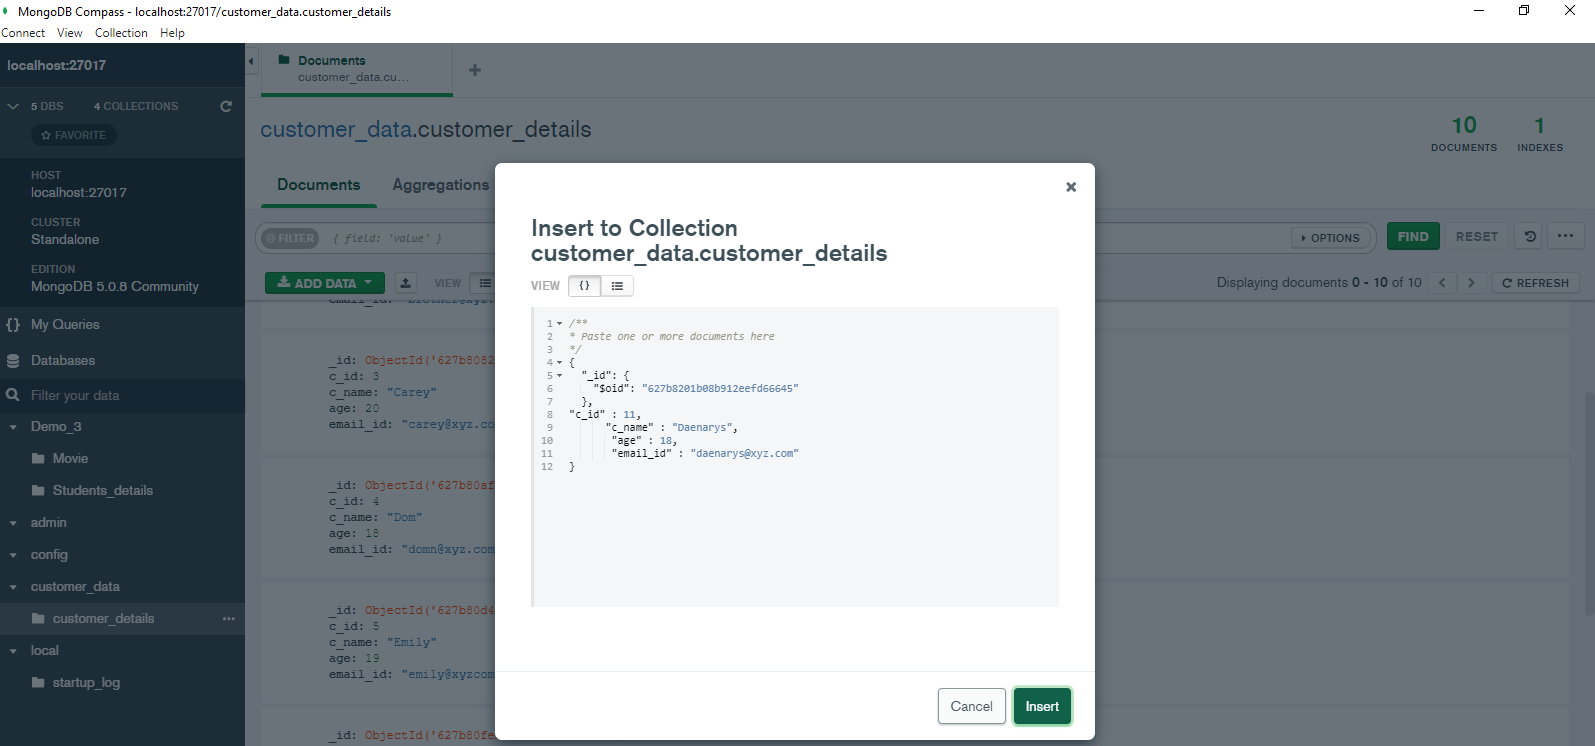 MongoDB Compass - localhost:27017/customer_data.customer_details
Connect View Collection Help
localhost:27017
5 DBS 4 COLLECTIONS
FAVORITE
HOST
localhost:27017
CLUSTER
Standalone
EDITION
MongoDB 5.0.8 Community
{} My Queries
Databases
Filter your data
Demo_3
Movie
Students_details
admin
config
customer_data
customer_details ...
local
startup_log
Documents
customer_data.cu...
+
customer_data.customer_details
10
DOCUMENTS
1
INDEXES
Documents Aggregations
FILTER { field: 'value' }
OPTIONS FIND RESET ...
ADD DATA VIEW
Displaying documents 0 - 10 of 10 < > REFRESH
_id: ObjectId('627b8082
c_id: 3
c_name: "Carey"
age: 20
email_id: "carey@xyz.co
_id: ObjectId('627b80af
c_id: 4
c_name: "Dom"
age: 18
email_id: "domn@xyz.com
_id: ObjectId('627b80d4
c_id: 5
c_name: "Emily"
age: 19
email_id: "emily@xyzcom
_id: ObjectId('627b80fe
Insert to Collection
customer_data.customer_details
VIEW {}
1 /**
2 * Paste one or more documents here
3 */
4 {
5 "_id": {
6 "$oid": "627b8201b08b912eefd66645"
7 },
8 "c_id" : 11,
9 "c_name" : "Daenarys",
10 "age" : 18,
11 "email_id" : "daenarys@xyz.com"
12 }
Cancel Insert